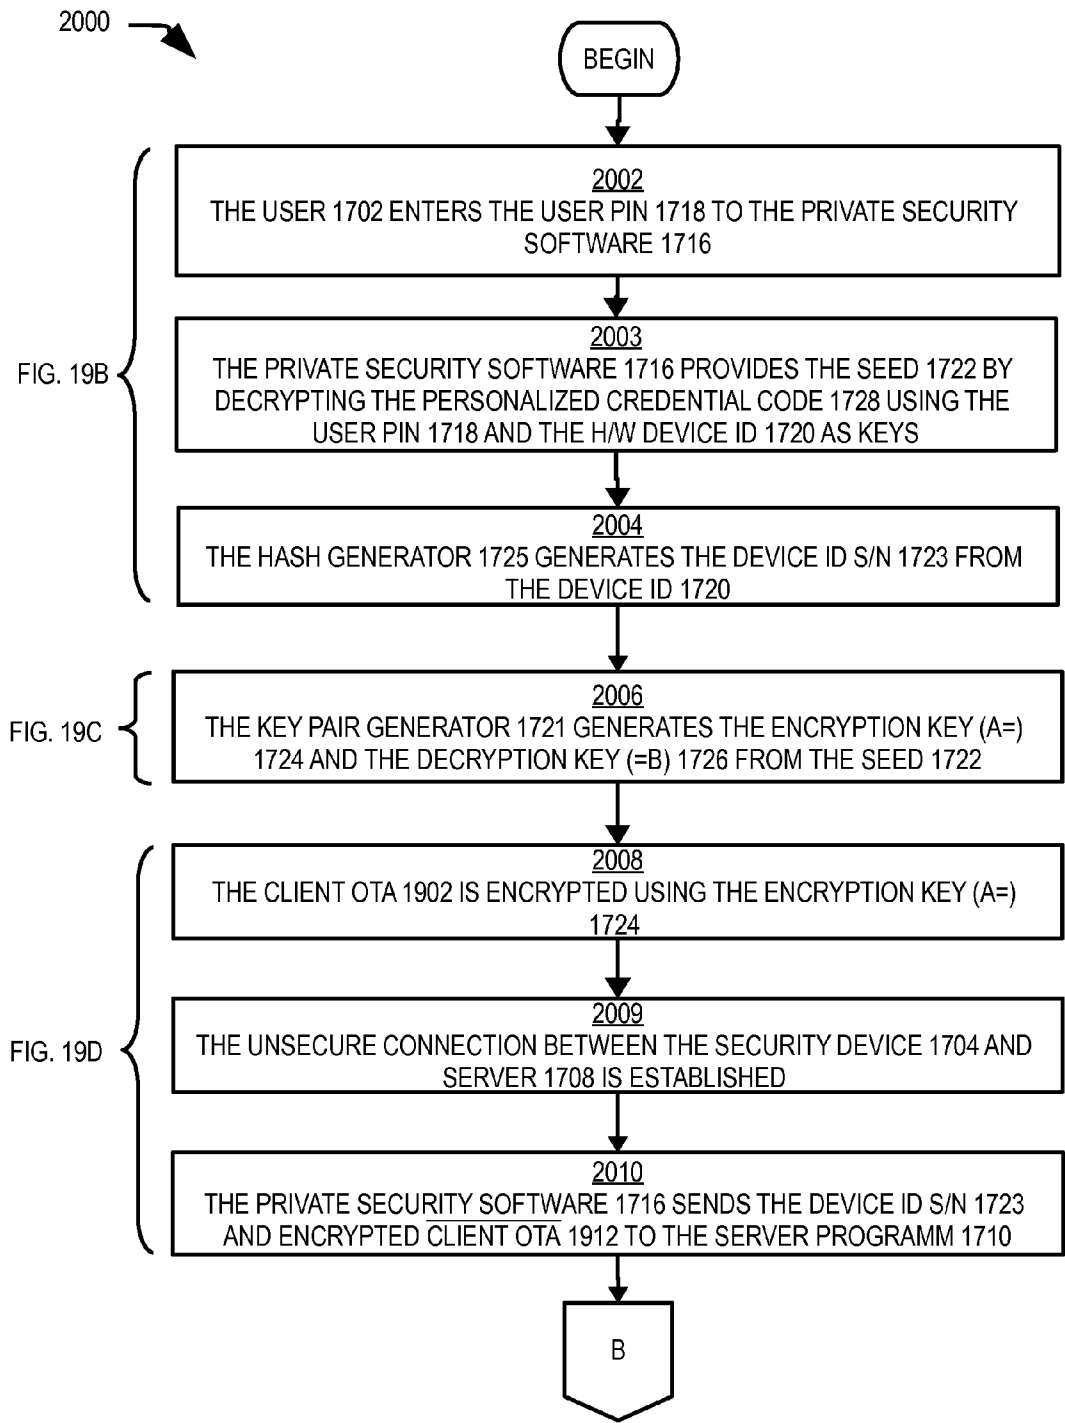 2000
BEGIN
2002
THE USER 1702 ENTERS THE USER PIN 1718 TO THE PRIVATE SECURITY
SOFTWARE 1716
FIG. 19B
2003
THE PRIVATE SECURITY SOFTWARE 1716 PROVIDES THE SEED 1722 BY
DECRYPTING THE PERSONALIZED CREDENTIAL CODE 1728 USING THE
USER PIN 1718 AND THE H/W DEVICE ID 1720 AS KEYS
2004
THE HASH GENERATOR 1725 GENERATES THE DEVICE ID S/N 1723 FROM
THE DEVICE ID 1720
FIG. 19C
2006
THE KEY PAIR GENERATOR 1721 GENERATES THE ENCRYPTION KEY (A=)
1724 AND THE DECRYPTION KEY (=B) 1726 FROM THE SEED 1722
FIG. 19D
2008
THE CLIENT OTA 1902 IS ENCRYPTED USING THE ENCRYPTION KEY (A=)
1724
2009
THE UNSECURE CONNECTION BETWEEN THE SECURITY DEVICE 1704 AND
SERVER 1708 IS ESTABLISHED
2010
THE PRIVATE SECURITY SOFTWARE 1716 SENDS THE DEVICE ID S/N 1723
AND ENCRYPTED CLIENT OTA 1912 TO THE SERVER PROGRAMM 1710
B